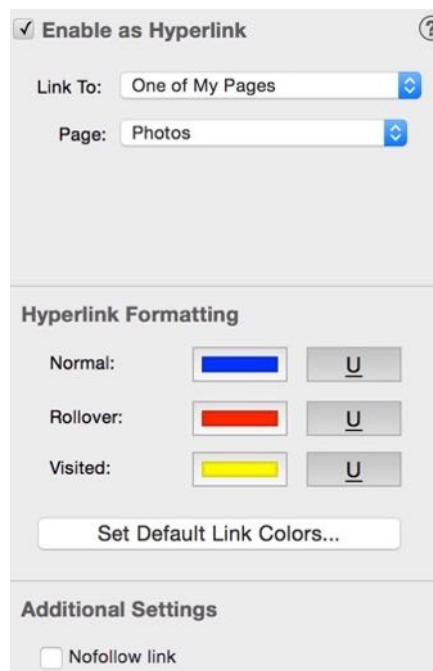 Enable as Hyperlink
?
Link To: One of My Pages
Page: Photos
Hyperlink Formatting
Normal: U
Rollover: U
Visited: U
Set Default Link Colors...
Additional Settings
Nofollow link